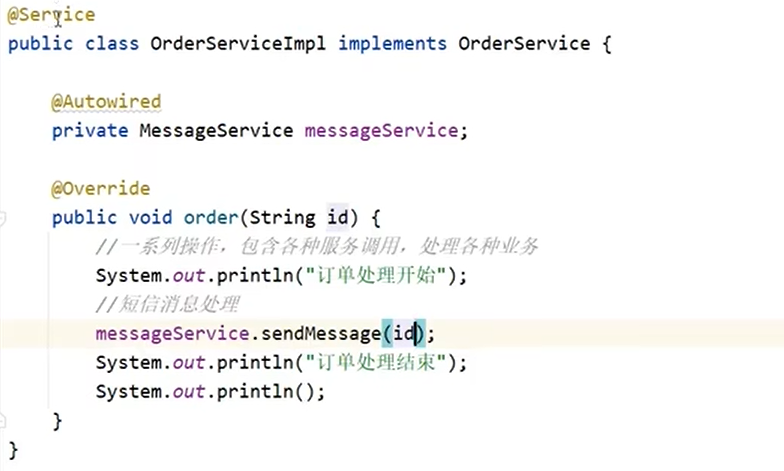 @Service
public class OrderServiceImpl implements OrderService {
@Autowired
private MessageService messageService;
@Override
public void order(String id) {
//一系列操作，包含各种服务调用，处理各种业务
System.out.println("订单处理开始");
//短信消息处理
messageService.sendMessage(id);
System.out.println("订单处理结束");
System.out.println();
}
}